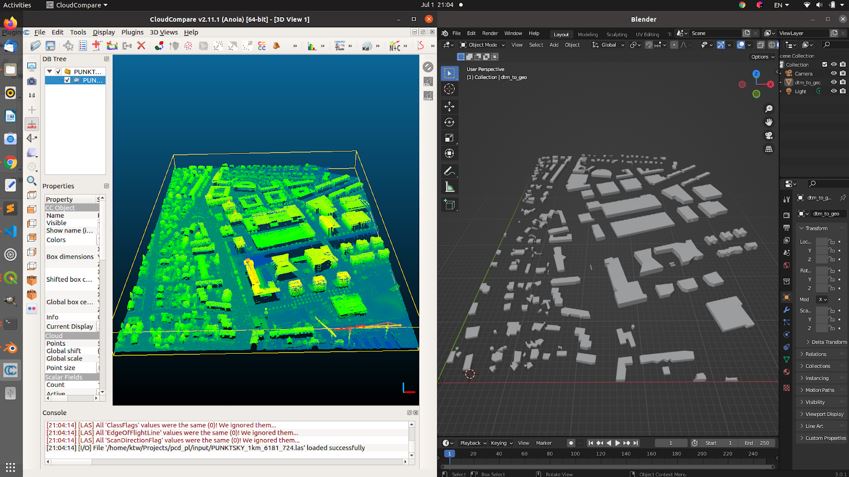 Activities CloudCompare Jul 1 21:04 EN
CloudCompare v2.11.1 (Anoia) [64-bit] - [3D View 1]
File Edit Tools Display Plugins 3D Views Help
DB Tree
PUNKT...
PUN...
Properties
Property
CC Object
Name
Visible
Show name (i...
Colors
Box dimensions
Shifted box c...
Global box ce...
Info
Current Display
Cloud
Points
Global shift
Global scale
Point size
Scalar Fields
Count
Active
Console
[21:04:14] [LAS] All 'ClassFlags' values were the same (0)! We ignored them...
[21:04:14] [LAS] All 'EdgeOfFlightLine' values were the same (0)! We ignored them...
[21:04:14] [LAS] All 'ScanDirectionFlag' values were the same (0)! We ignored them...
[21:04:14] [I/O] File '/home/ktw/Projects/pcd_pl/input/PUNKTSKY_1km_6181_724.las' loaded successfully
Blender
File Edit Render Window Help Layout Modeling Sculpting UV Editing Scene ViewLayer
Object Mode View Select Add Object Global
Options
User Perspective
(1) Collection | dtm_to_geo
Scene Collection
Collection
Camera
dtm_to_geo
Light
dtm_to_g...
dtm_to_geo
Transform
Loc...
Y
Z
Rot...
Y
Z
Mod X
Sca...
Y
Z
Delta Transform
Relations
Collections
Instancing
Motion Paths
Visibility
Viewport Display
Line Art
Custom Properties
Playback Keying View Marker 1 Start 1 End 250
1 20 40 60 80 100 120 140 160 180 200 220 240
Select Box Select Rotate View Object Context Menu 3.0.1